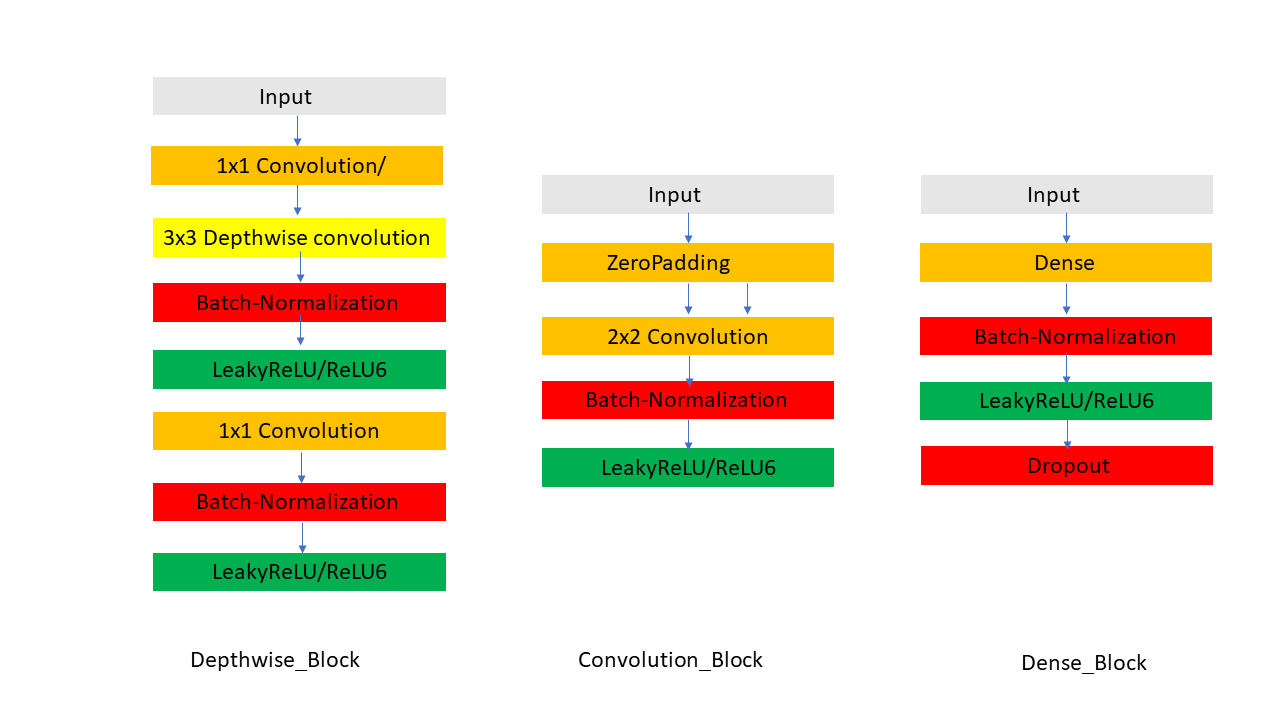 Input
1x1 Convolution/
3x3 Depthwise convolution
Batch-Normalization
LeakyReLU/ReLU6
1x1 Convolution
Batch-Normalization
LeakyReLU/ReLU6
Depthwise_Block
Input
ZeroPadding
2x2 Convolution
Batch-Normalization
LeakyReLU/ReLU6
Convolution_Block
Input
Dense
Batch-Normalization
LeakyReLU/ReLU6
Dropout
Dense_Block